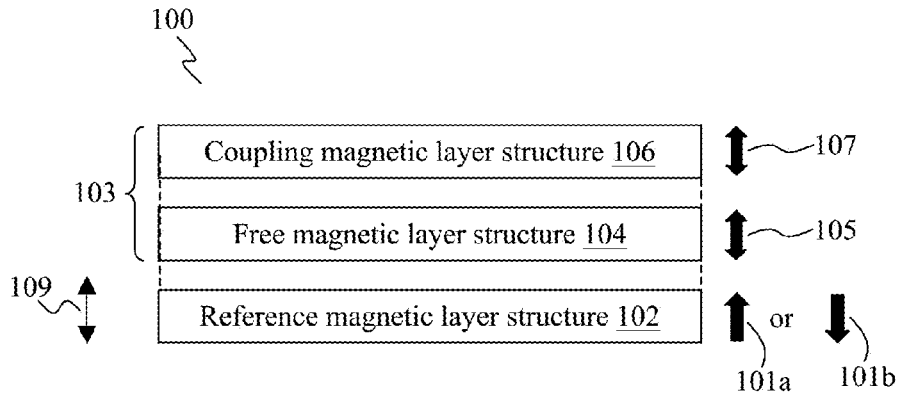 100
Coupling magnetic layer structure 106
107
103
Free magnetic layer structure 104
105
109
Reference magnetic layer structure 102
or
101a
101b